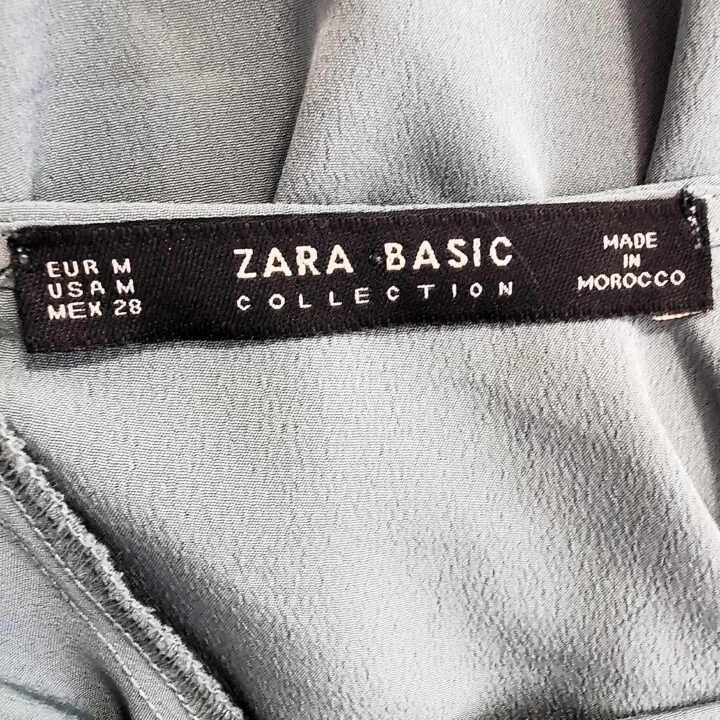 EUR M
USA M
MEX 28
ZARA BASIC
COLLECTION
MADE
IN
MOROCCO